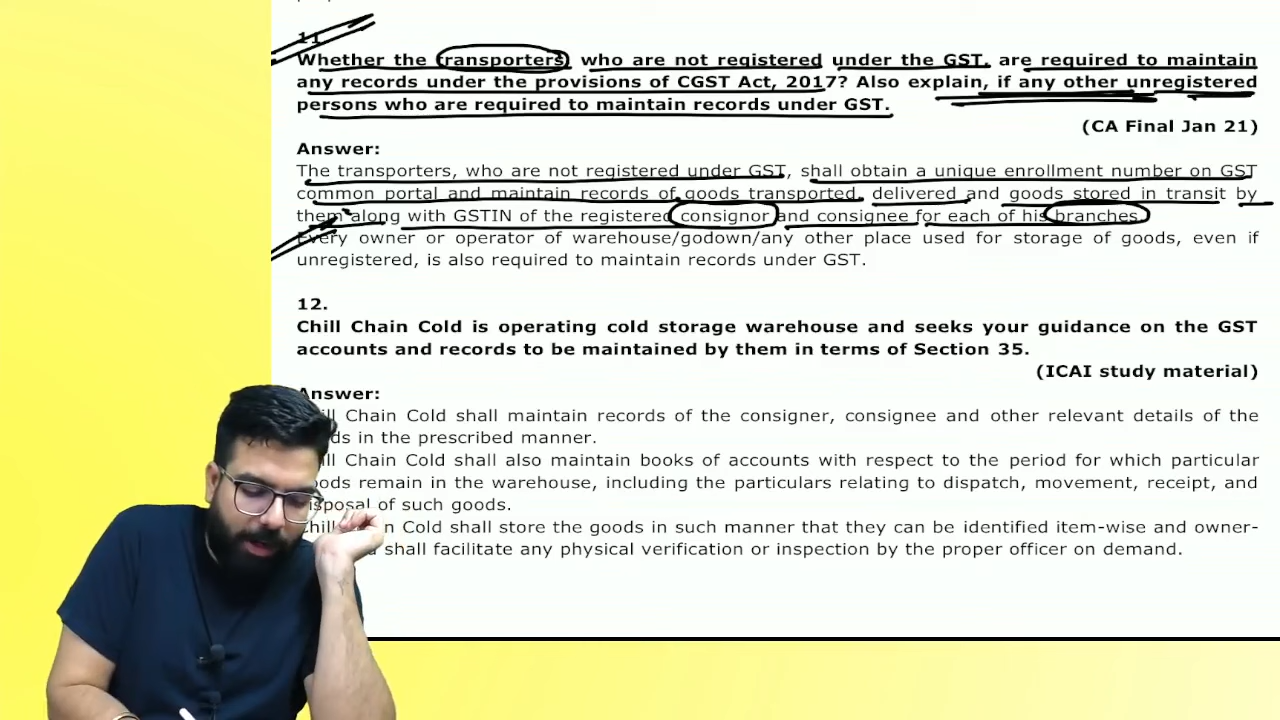 11.
Whether the transporters, who are not registered under the GST, are required to maintain
any records under the provisions of CGST Act, 2017? Also explain, if any other unregistered
persons who are required to maintain records under GST.
(CA Final Jan 21)
Answer:
The transporters, who are not registered under GST, shall obtain a unique enrollment number on GST
common portal and maintain records of goods transported, delivered and goods stored in transit by
them along with GSTIN of the registered consignor and consignee for each of his branches.
Every owner or operator of warehouse/godown/any other place used for storage of goods, even if
unregistered, is also required to maintain records under GST.
12.
Chill Chain Cold is operating cold storage warehouse and seeks your guidance on the GST
accounts and records to be maintained by them in terms of Section 35.
(ICAI study material)
Answer:
Chain Cold shall maintain records of the consigner, consignee and other relevant details of the
in the prescribed manner.
Chain Cold shall also maintain books of accounts with respect to the period for which particular
remain in the warehouse, including the particulars relating to dispatch, movement, receipt, and
of such goods.
Cold shall store the goods in such manner that they can be identified item-wise and owner-
shall facilitate any physical verification or inspection by the proper officer on demand.